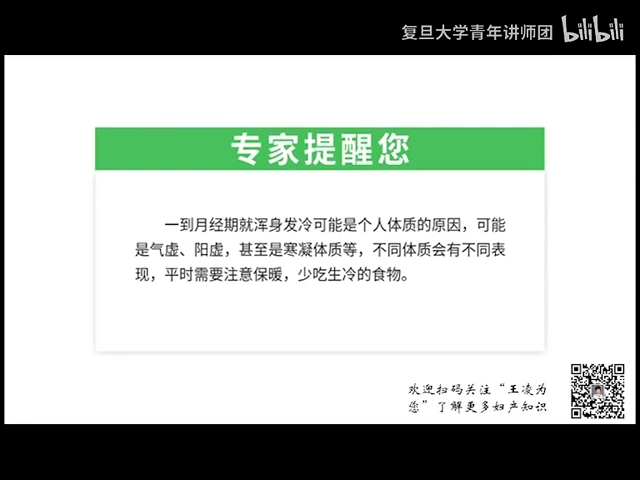 复旦大学青年讲师团 bilibili
专家提醒您
一到月经期就浑身发冷可能是个人体质的原因，可能
是气虚、阳虚，甚至是寒凝体质等，不同体质会有不同表
现，平时需要注意保暖，少吃生冷的食物。
欢迎扫码关注“王凌为
您”了解更多妇产知识